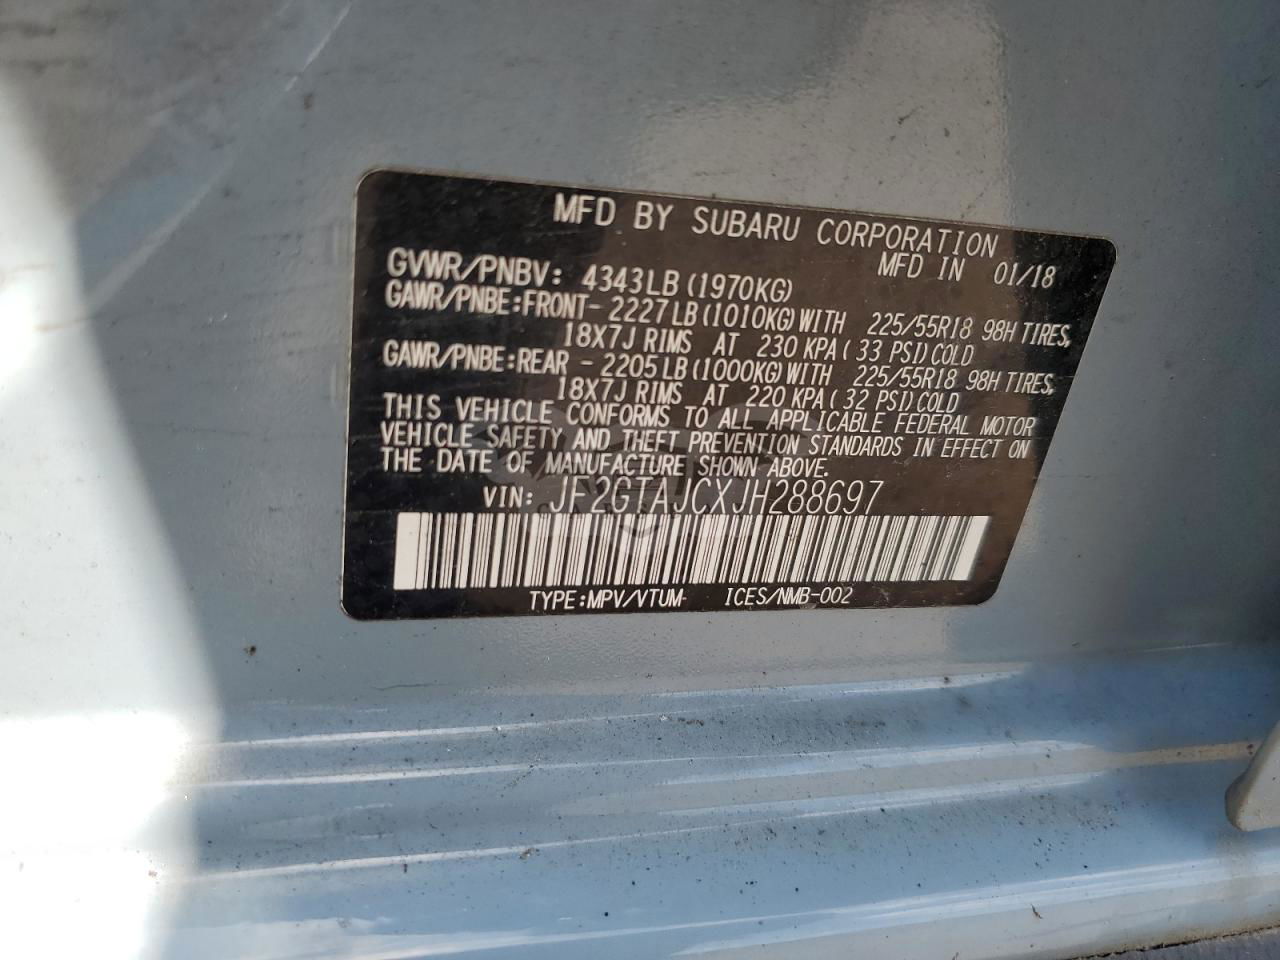 MFD BY SUBARU CORPORATION
MFD IN 01/18
GVWR/PNBV: 4343LB (1970KG)
GAWR/PNBE:FRONT- 2227LB (1010KG) WITH 225/55R18 98H TIRES,
18X7J RIMS AT 230 KPA ( 33 PSI) COLD
GAWR/PNBE:REAR - 2205LB (1000KG) WITH 225/55R18 98H TIRES,
18X7J RIMS AT 220 KPA ( 32 PSI) COLD
THIS VEHICLE CONFORMS TO ALL APPLICABLE FEDERAL MOTOR
VEHICLE SAFETY AND THEFT PREVENTION STANDARDS IN EFFECT ON
THE DATE OF MANUFACTURE SHOWN ABOVE.
VIN: JF2GTAJCXJH288697
TYPE:MPV/VTUM- ICES/NMB-002